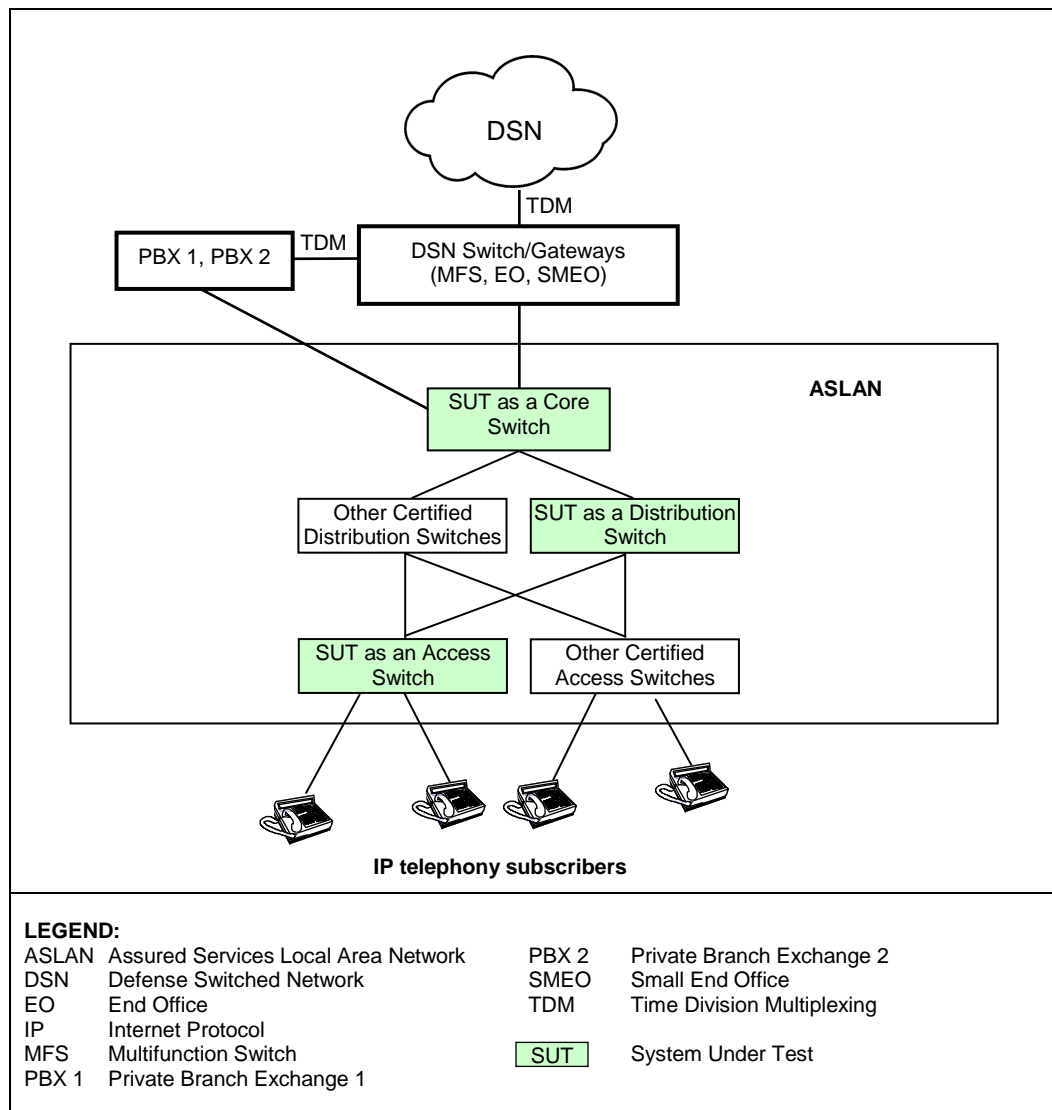 DSN
TDM
PBX 1, PBX 2
TDM
DSN Switch/Gateways
(MFS, EO, SMEO)
ASLAN
SUT as a Core
Switch
Other Certified
Distribution Switches
SUT as a Distribution
Switch
SUT as an Access
Switch
Other Certified
Access Switches
IP telephony subscribers
LEGEND:
ASLAN Assured Services Local Area Network
DSN Defense Switched Network
EO End Office
IP Internet Protocol
MFS Multifunction Switch
PBX 1 Private Branch Exchange 1
PBX 2 Private Branch Exchange 2
SMEO Small End Office
TDM Time Division Multiplexing
SUT System Under Test